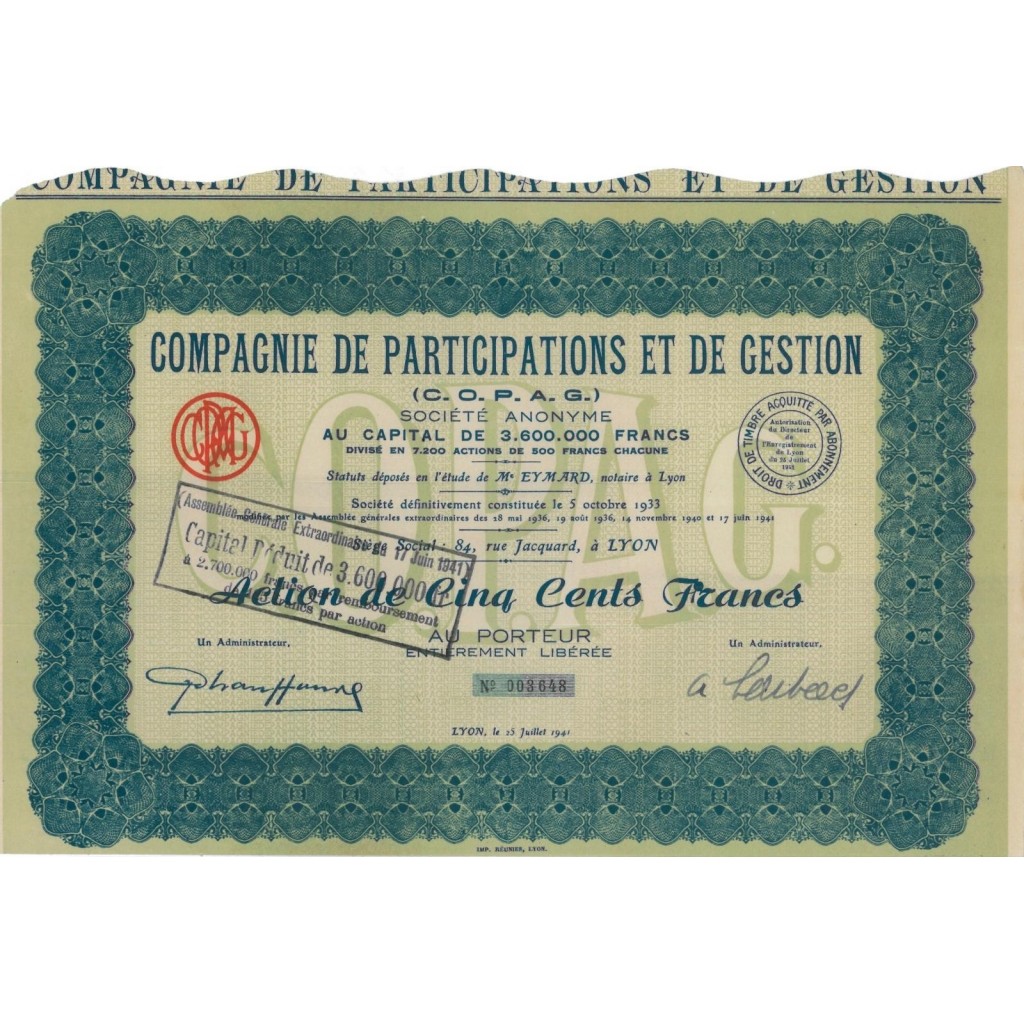 COMPAGNIE DE PARTICIPATIONS ET DE GESTION
COMPAGNIE DE PARTICIPATIONS ET DE GESTION
(C. O. P. A. G.)
SOCIÉTÉ ANONYME
AU CAPITAL DE 3.600.000 FRANCS
DIVISÉ EN 7.200 ACTIONS DE 500 FRANCS CHACUNE
Statuts déposés en l'étude de Me EYMARD, notaire à Lyon
Société définitivement constituée le 5 octobre 1933
modifiée par les Assemblée générales extraordinaires des 28 mai 1936, 19 août 1936, 14 novembre 1940 et 17 juin 1941
Siège Social : 84, rue Jacquard, à LYON
Action de Cinq Cents Francs
AU PORTEUR
ENTIÈREMENT LIBÉRÉE
Un Administrateur,
Un Administrateur,
Nº 003648
LYON, le 25 Juillet 1941
IMP. RÉUNIER, LYON.
COPAG
C.O.P.A.G.
DROIT DE TIMBRE ACQUITTÉ PAR ABONNEMENT
Autorisation
du Directeur
de
l'Enregistrement
de Lyon
du Juillet
1941
(Assemblée Générale Extraordinaire 17 Juin 1941)
Capital Réduit de 3.600.000
à 2.700.000 francs par remboursement
francs par action